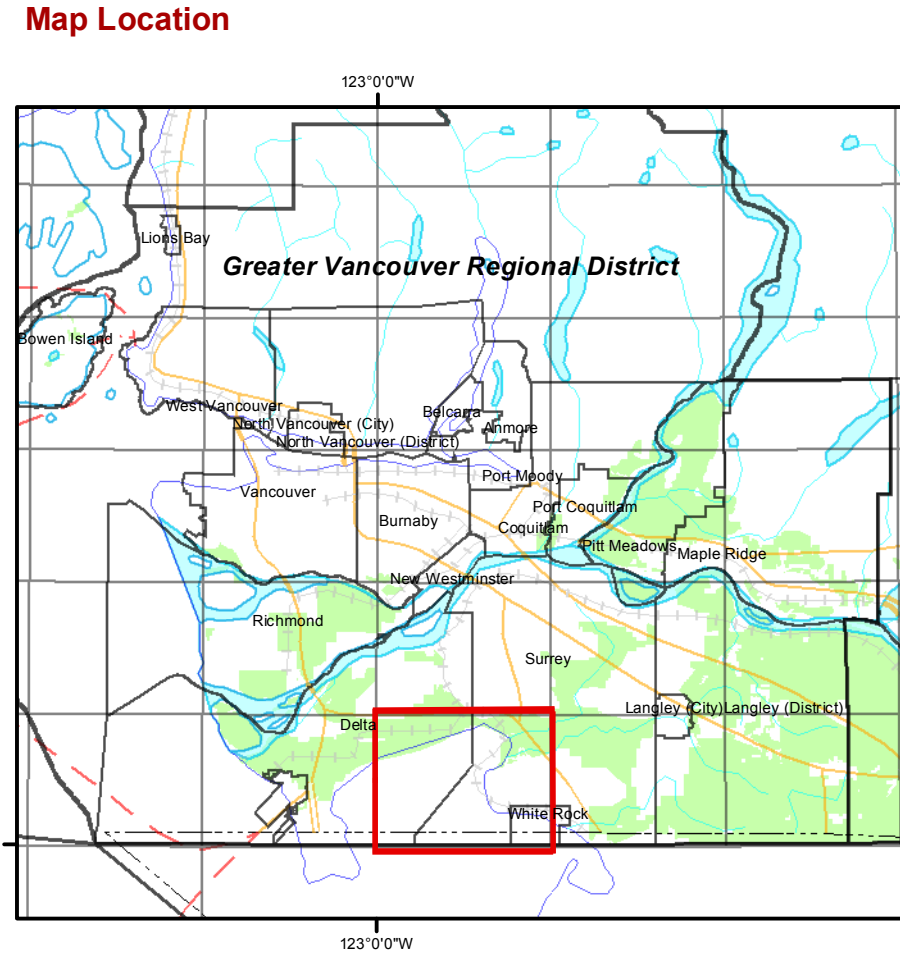 Map Location
123°0'0"W
Lions Bay
Greater Vancouver Regional District
Bowen Island
West Vancouver
Belcarra
North Vancouver (City)
Anmore
North Vancouver (District)
Port Moody
Vancouver
Port Coquitlam
Burnaby
Coquitlam
Pitt Meadows
Maple Ridge
New Westminster
Richmond
Surrey
Langley (City)
Langley (District)
Delta
White Rock
123°0'0"W